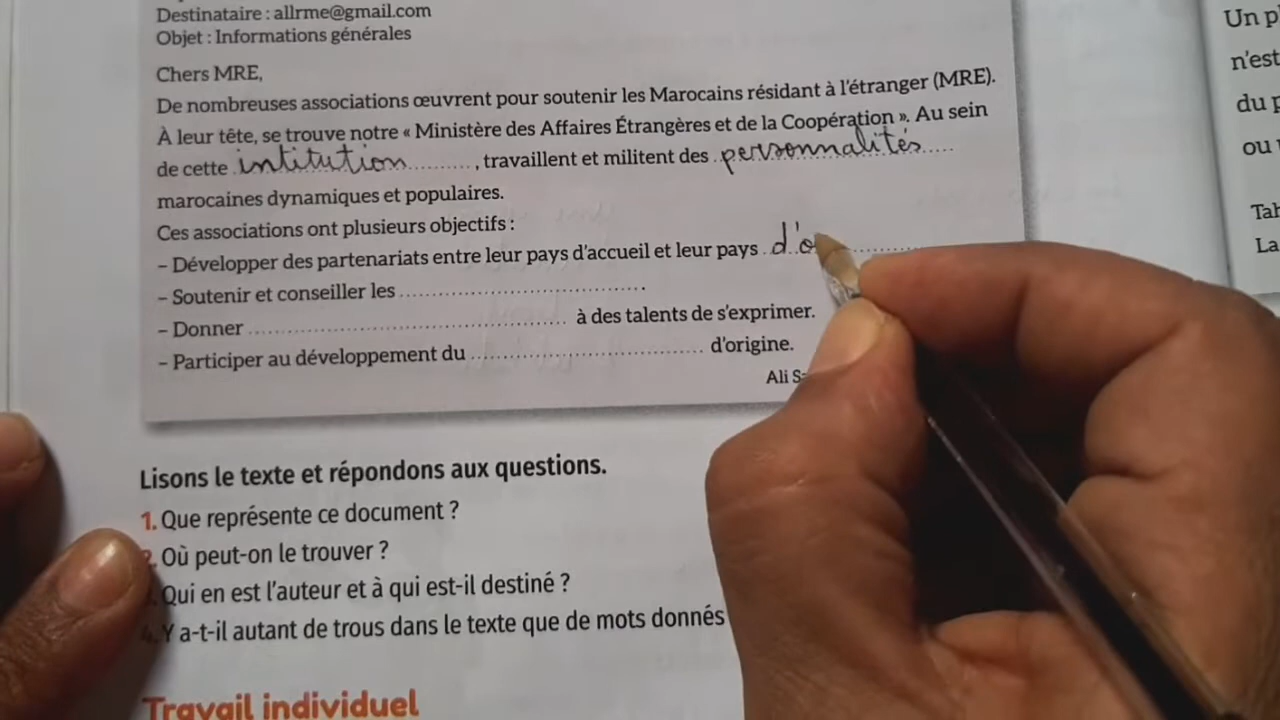 Destinataire : allrme@gmail.com
Objet : Informations générales
Chers MRE,
De nombreuses associations œuvrent pour soutenir les Marocains résidant à l'étranger (MRE).
À leur tête, se trouve notre « Ministère des Affaires Étrangères et de la Coopération ». Au sein
de cette intitution.........., travaillent et militent des .personnalités.....
marocaines dynamiques et populaires.
Ces associations ont plusieurs objectifs :
– Développer des partenariats entre leur pays d'accueil et leur pays .d'o..............
– Soutenir et conseiller les ........................................
– Donner .................................................... à des talents de s'exprimer.
– Participer au développement du ...................................... d'origine.
Ali
Lisons le texte et répondons aux questions.
1. Que représente ce document ?
2. Où peut-on le trouver ?
Qui en est l'auteur et à qui est-il destiné ?
Y a-t-il autant de trous dans le texte que de mots donnés
Travail individuel
Un
n'est
du
ou
La